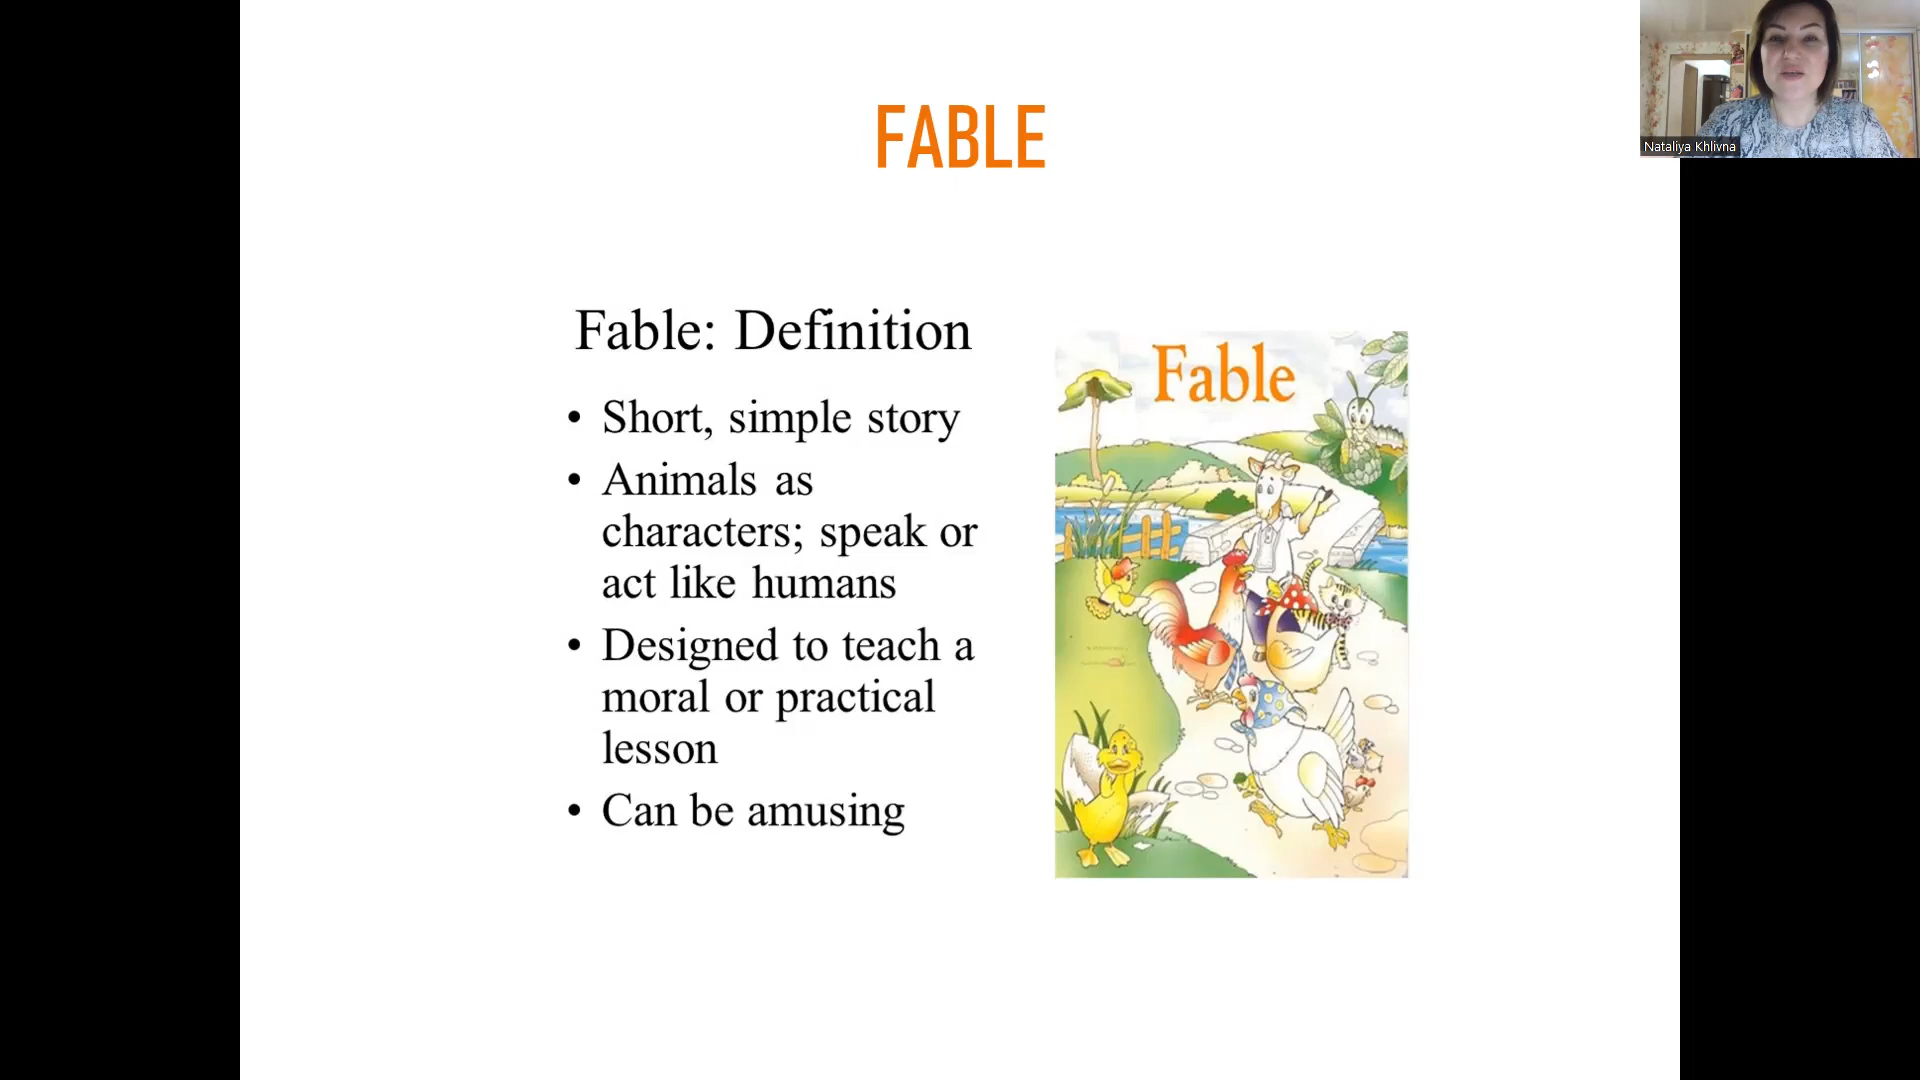 FABLE
Nataliya Khlivna
Fable: Definition
• Short, simple story
• Animals as
characters; speak or
act like humans
• Designed to teach a
moral or practical
lesson
• Can be amusing
Fable